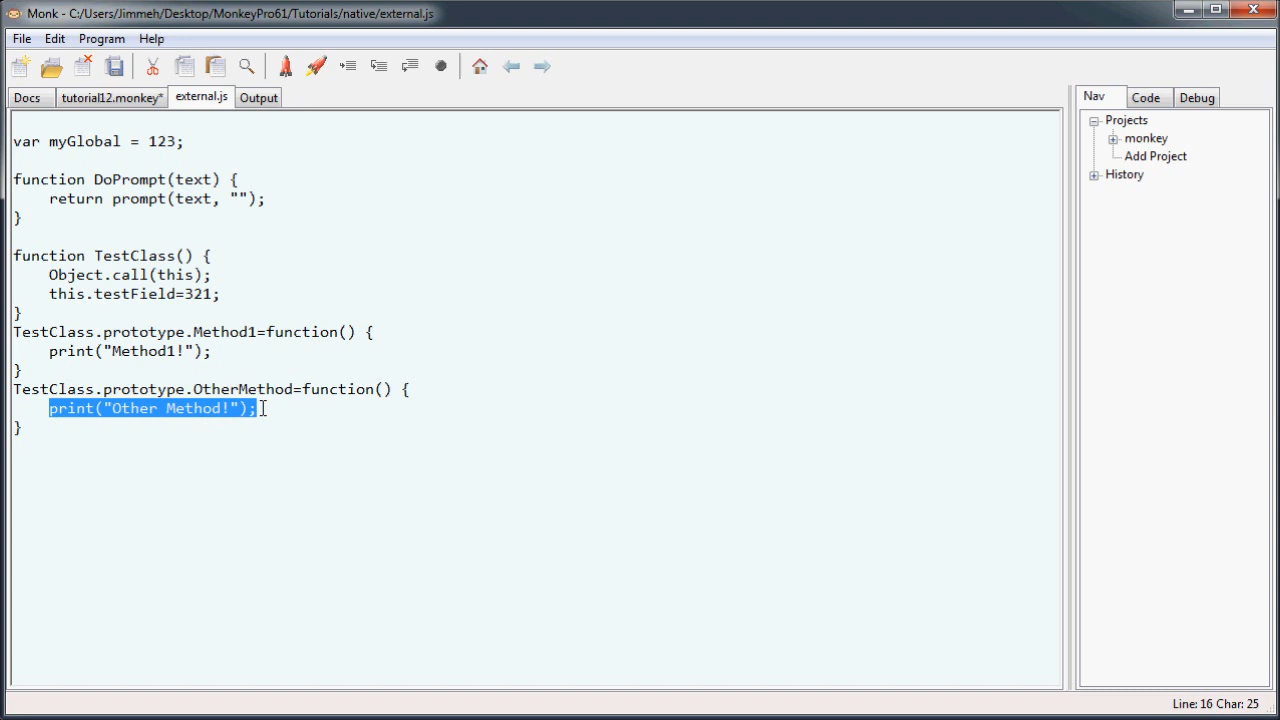 Monk - C:/Users/Jimmeh/Desktop/MonkeyPro61/Tutorials/native/external.js
File Edit Program Help
Docs tutorial12.monkey* external.js Output
Nav Code Debug
var myGlobal = 123;
function DoPrompt(text) {
    return prompt(text, "");
}
function TestClass() {
    Object.call(this);
    this.testField=321;
}
TestClass.prototype.Method1=function() {
    print("Method1!");
}
TestClass.prototype.OtherMethod=function() {
    print("Other Method!");
}
Projects
monkey
Add Project
History
Line: 16 Char: 25